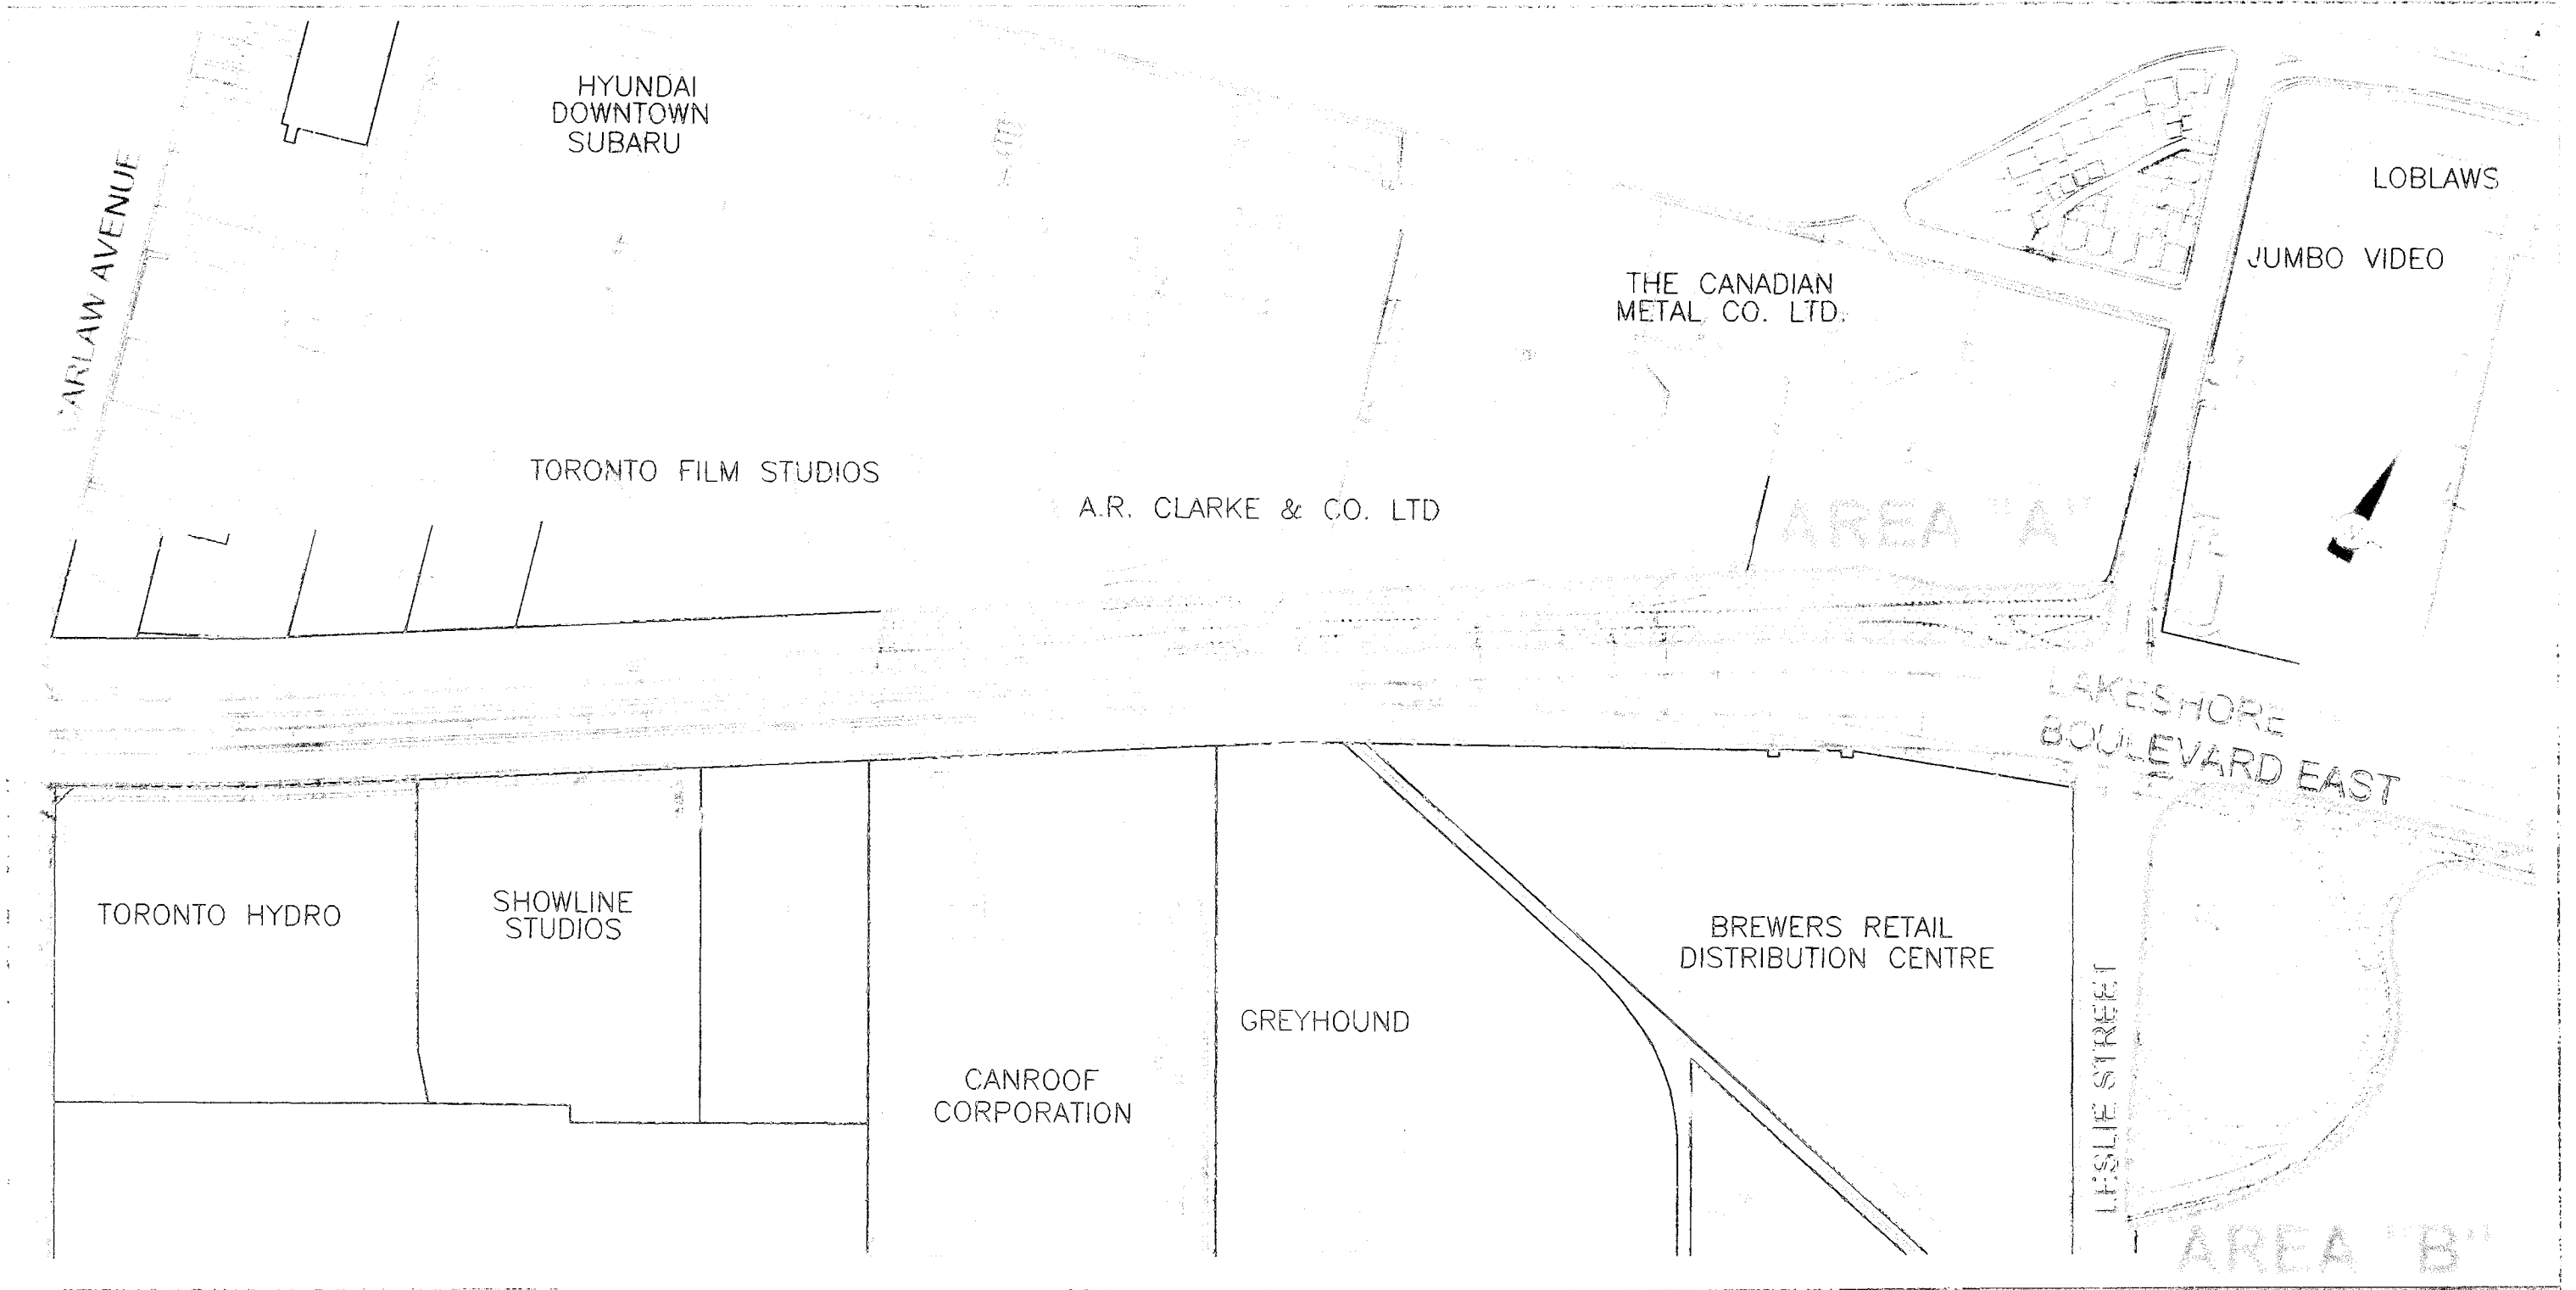 HYUNDAI
DOWNTOWN
SUBARU
LOBLAWS
JUMBO VIDEO
ARLAW AVENUE
THE CANADIAN
METAL CO. LTD.
TORONTO FILM STUDIOS
A.R. CLARKE & CO. LTD
AREA "A"
LAKESHORE
BOULEVARD EAST
TORONTO HYDRO
SHOWLINE
STUDIOS
BREWERS RETAIL
DISTRIBUTION CENTRE
GREYHOUND
CANROOF
CORPORATION
LESLIE STREET
AREA "B"